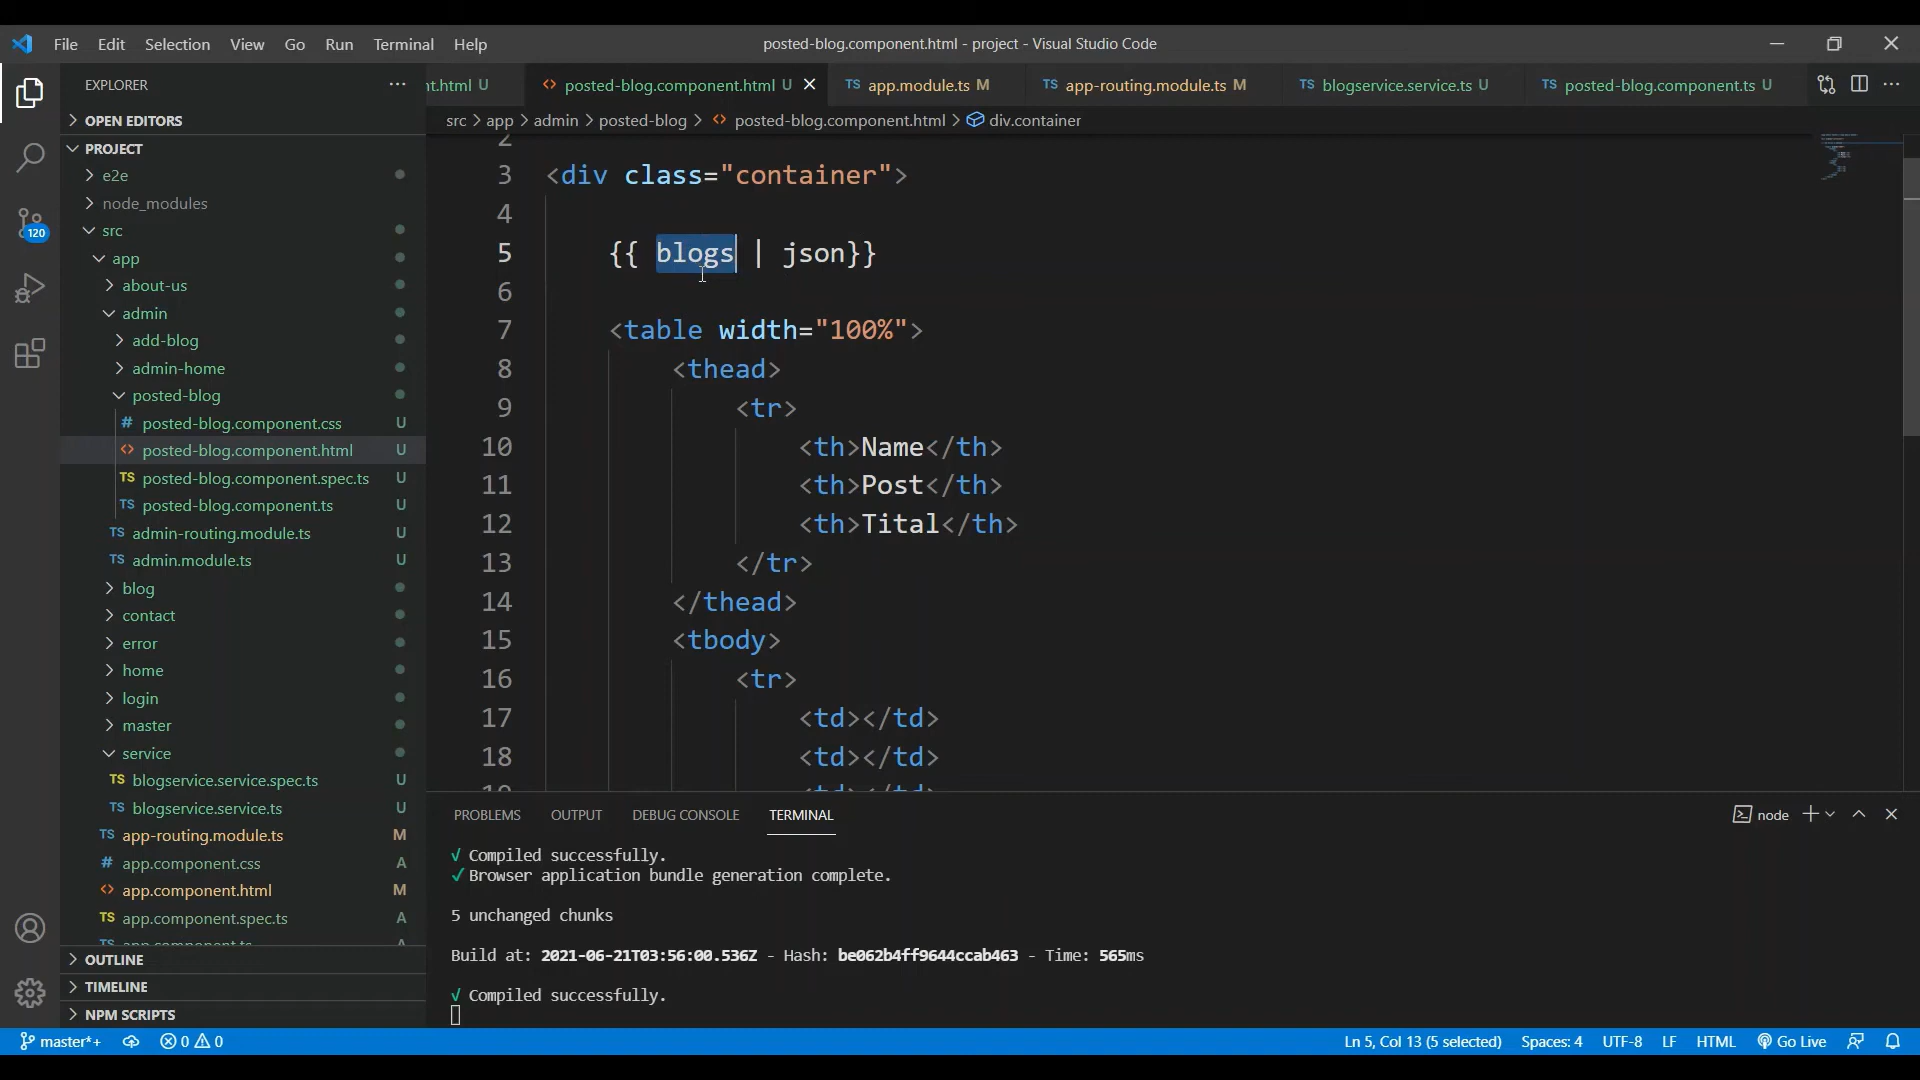 File Edit Selection View Go Run Terminal Help
posted-blog.component.html - project - Visual Studio Code
EXPLORER
nt.html U
posted-blog.component.html U
TS app.module.ts M
TS app-routing.module.ts M
TS blogservice.service.ts U
TS posted-blog.component.ts U
src > app > admin > posted-blog > posted-blog.component.html > div.container
OPEN EDITORS
PROJECT
e2e
node_modules
src
app
about-us
admin
add-blog
admin-home
posted-blog
# posted-blog.component.css U
<> posted-blog.component.html U
TS posted-blog.component.spec.ts U
TS posted-blog.component.ts U
TS admin-routing.module.ts U
TS admin.module.ts U
blog
contact
error
home
login
master
service
TS blogservice.service.spec.ts U
TS blogservice.service.ts U
TS app-routing.module.ts M
# app.component.css A
<> app.component.html M
TS app.component.spec.ts A
TS app.component.ts A
OUTLINE
TIMELINE
NPM SCRIPTS
120
2
3 <div class="container">
4
5 {{ blogs | json}}
6
7 <table width="100%">
8 <thead>
9 <tr>
10 <th>Name</th>
11 <th>Post</th>
12 <th>Tital</th>
13 </tr>
14 </thead>
15 <tbody>
16 <tr>
17 <td></td>
18 <td></td>
19 <td></td>
PROBLEMS OUTPUT DEBUG CONSOLE TERMINAL
node
√ Compiled successfully.
✓ Browser application bundle generation complete.
5 unchanged chunks
Build at: 2021-06-21T03:56:00.536Z - Hash: be062b4ff9644ccab463 - Time: 565ms
√ Compiled successfully.
master*+ 0 0
Ln 5, Col 13 (5 selected) Spaces: 4 UTF-8 LF HTML Go Live